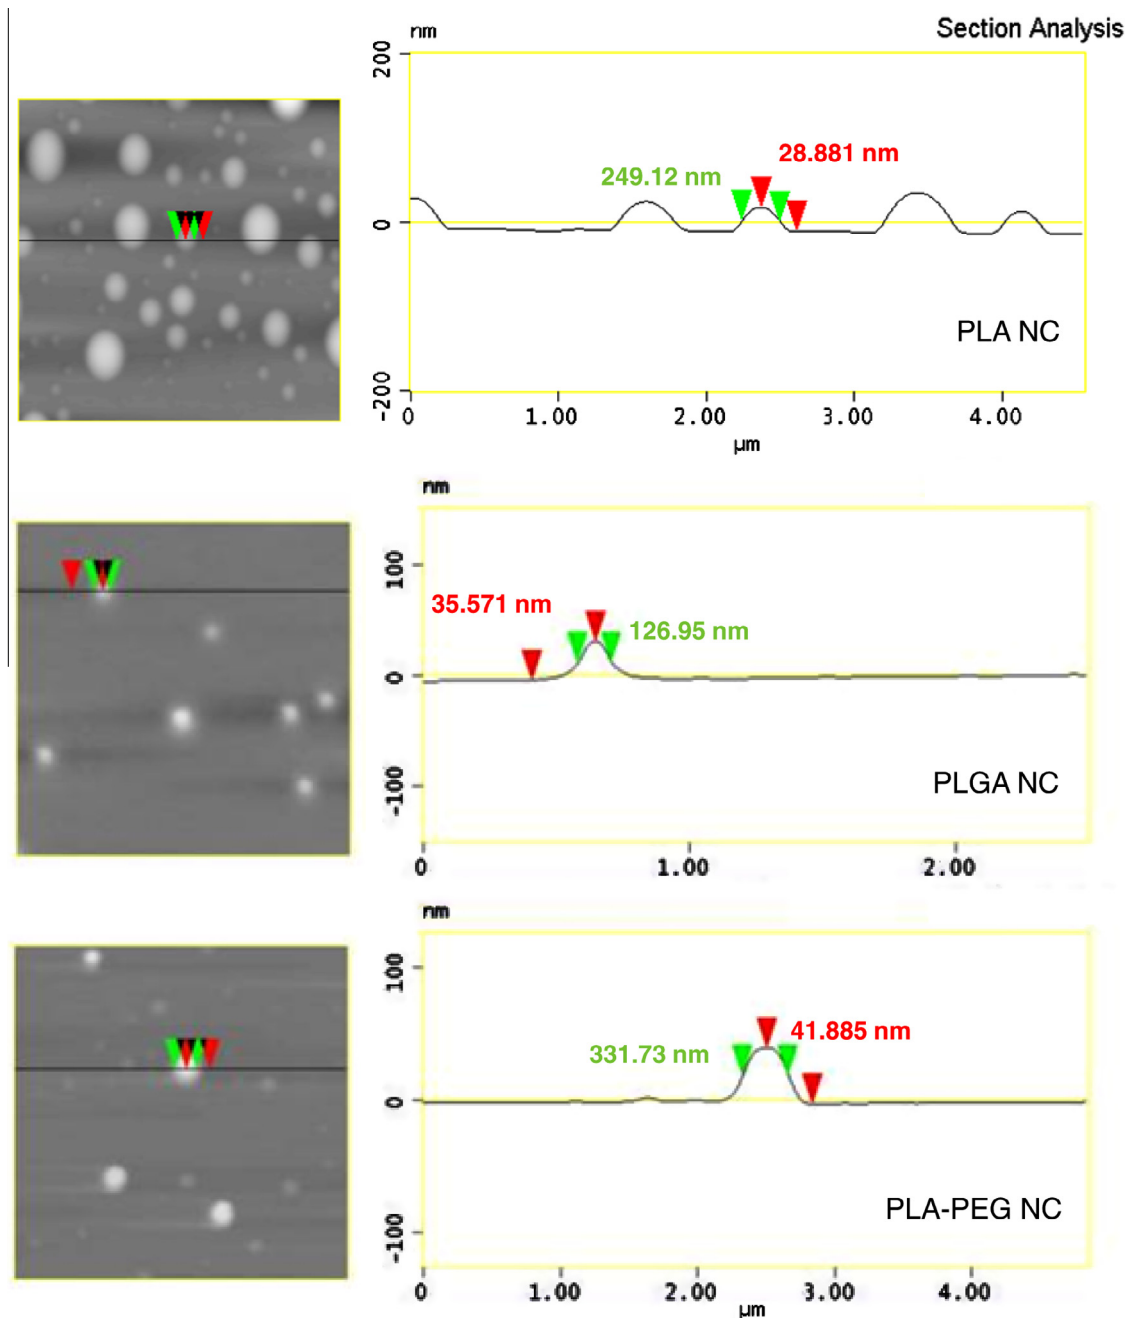 Section Analysis
nm
200
0
-200
249.12 nm
28.881 nm
PLA NC
0
1.00
2.00
3.00
4.00
µm
nm
100
0
-100
35.571 nm
126.95 nm
PLGA NC
0
1.00
2.00
nm
100
0
-100
331.73 nm
41.885 nm
PLA-PEG NC
0
1.00
2.00
3.00
4.00
µm